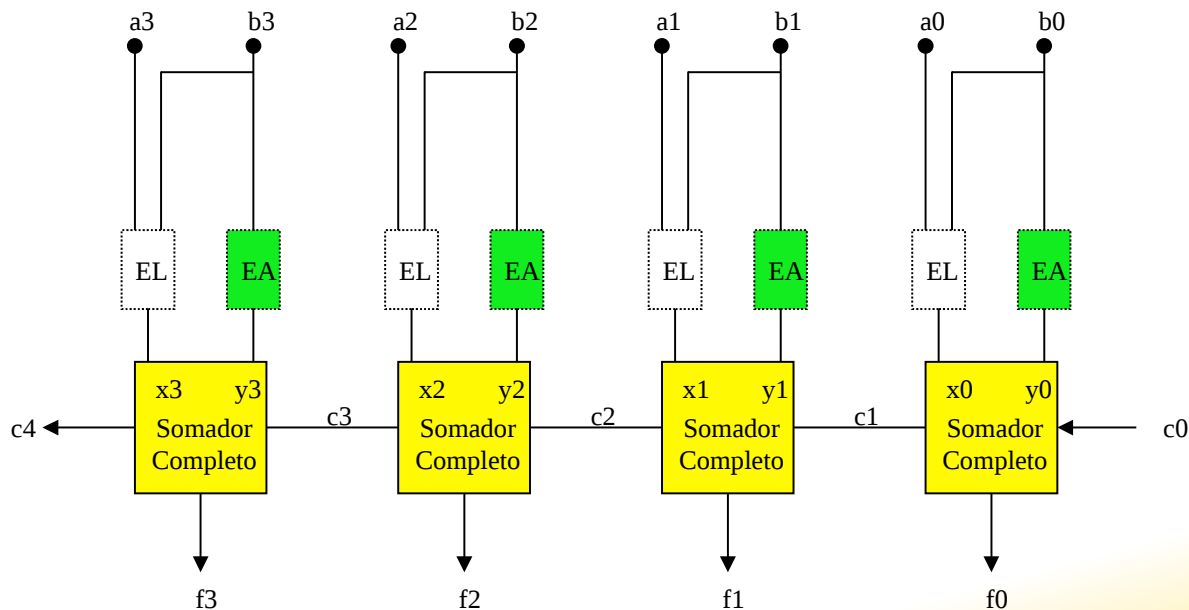 a3 b3 a2 b2 a1 b1 a0 b0
EL EA EL EA EL EA EL EA
x3 y3 x2 y2 x1 y1 x0 y0
c4 Somador c3 Somador c2 Somador c1 Somador c0
Completo Completo Completo Completo
f3 f2 f1 f0